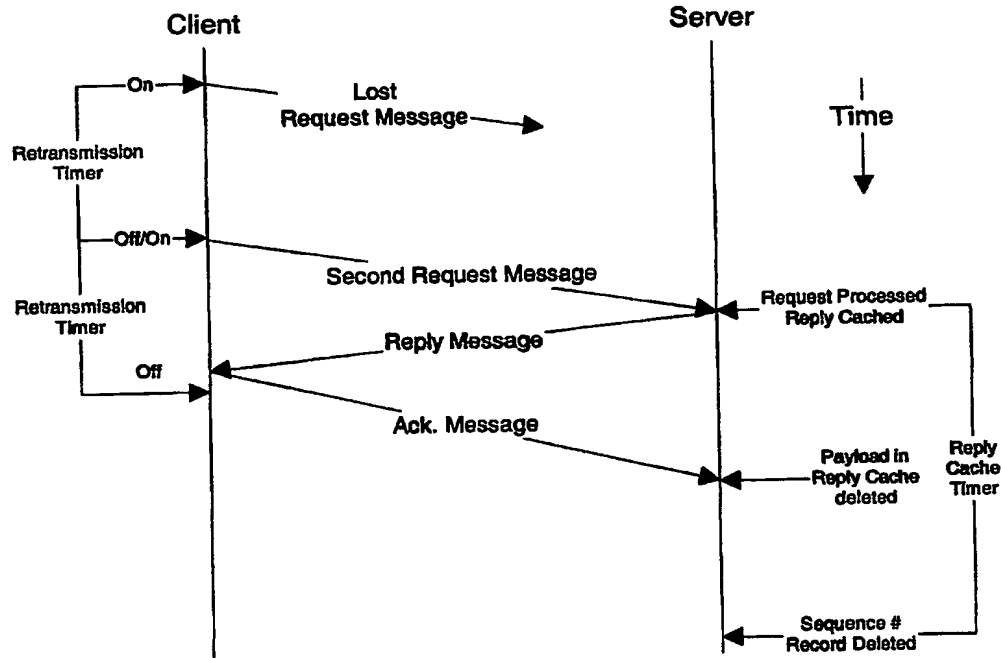 Client
Server
On
Lost
Request Message
Time
Retransmission
Timer
Off/On
Second Request Message
Request Processed
Reply Cached
Retransmission
Timer
Reply Message
Off
Ack. Message
Payload in
Reply Cache
deleted
Reply
Cache
Timer
Sequence #
Record Deleted